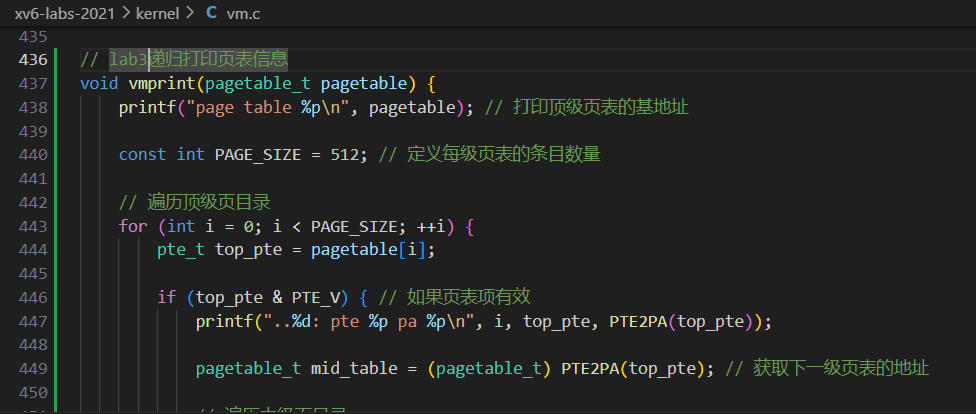 xv6-labs-2021 > kernel > C vm.c
435
436 // lab3递归打印页表信息
437 void vmprint(pagetable_t pagetable) {
438 printf("page table %p\n", pagetable); // 打印顶级页表的基地址
439
440 const int PAGE_SIZE = 512; // 定义每级页表的条目数量
441
442 // 遍历顶级页目录
443 for (int i = 0; i < PAGE_SIZE; ++i) {
444 pte_t top_pte = pagetable[i];
445
446 if (top_pte & PTE_V) { // 如果页表项有效
447 printf("..%d: pte %p pa %p\n", i, top_pte, PTE2PA(top_pte));
448
449 pagetable_t mid_table = (pagetable_t) PTE2PA(top_pte); // 获取下一级页表的地址
450